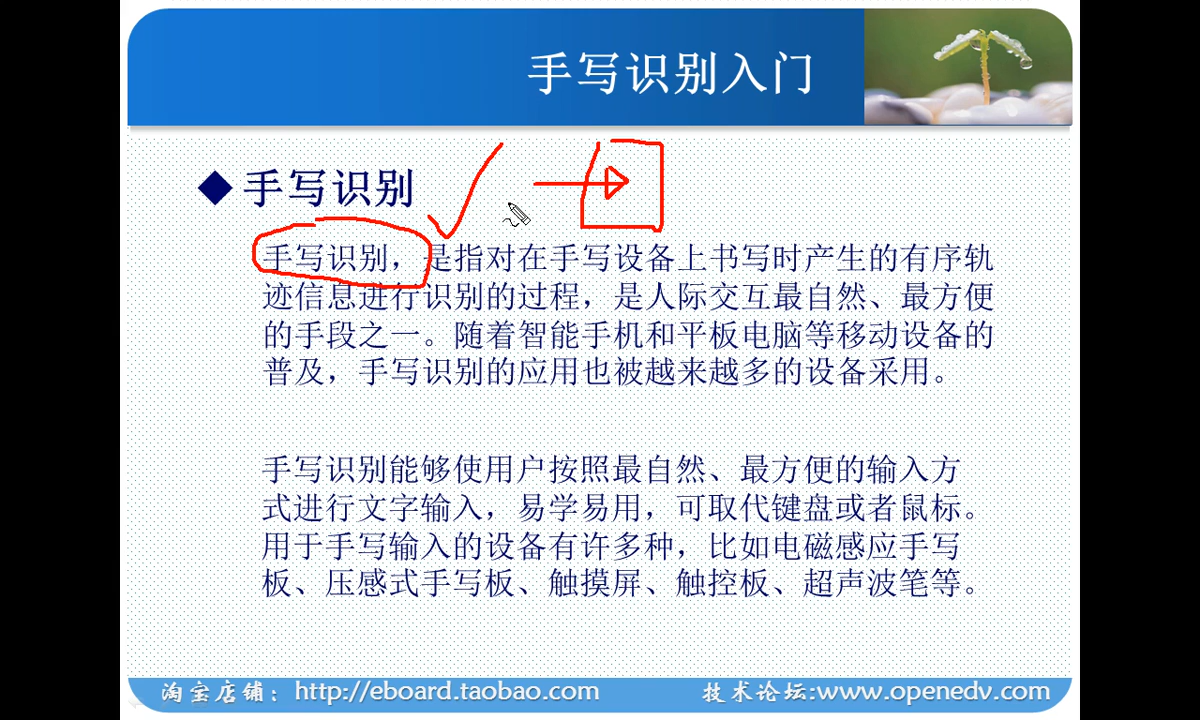 手写识别入门
手写识别
手写识别，是指对在手写设备上书写时产生的有序轨
迹信息进行识别的过程，是人际交互最自然、最方便
的手段之一。随着智能手机和平板电脑等移动设备的
普及，手写识别的应用也被越来越多的设备采用。
手写识别能够使用户按照最自然、最方便的输入方
式进行文字输入，易学易用，可取代键盘或者鼠标。
用于手写输入的设备有许多种，比如电磁感应手写
板、压感式手写板、触摸屏、触控板、超声波笔等。
淘宝店铺：http://eboard.taobao.com
技术论坛:www.openedv.com